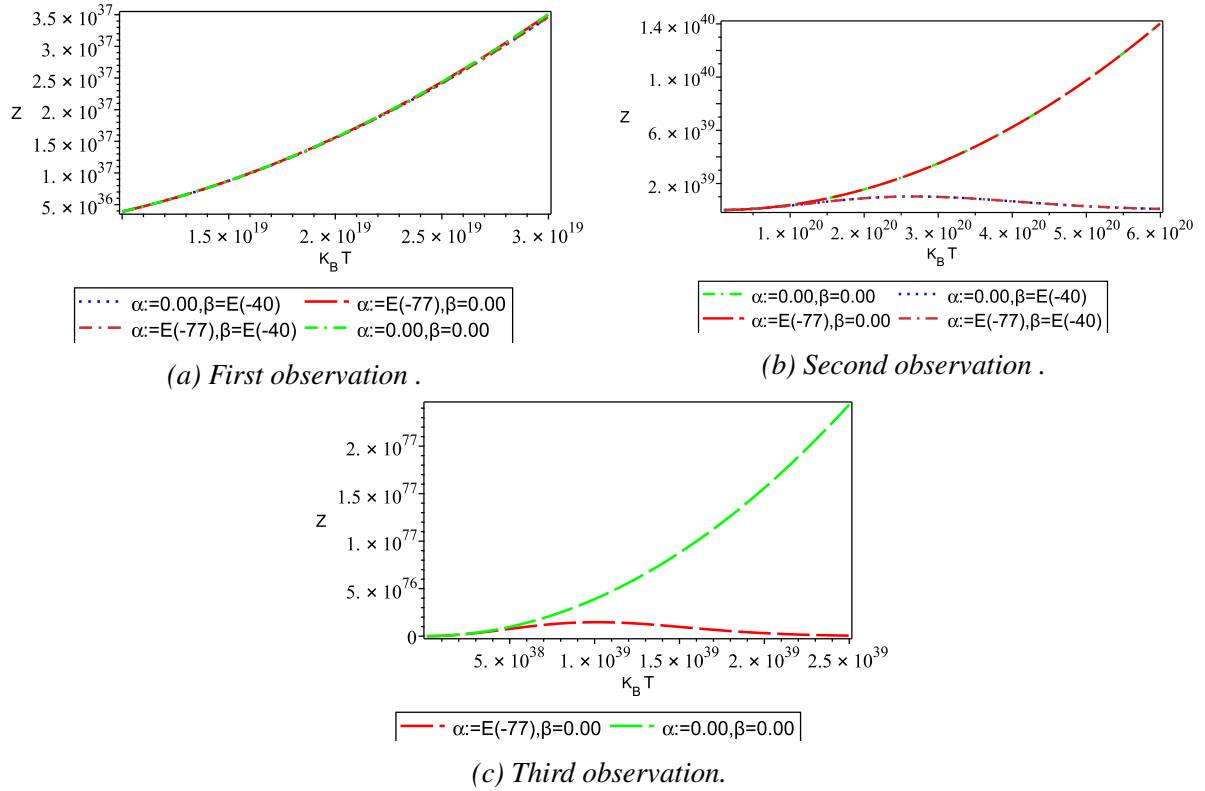 3.5 × 10^37
3. × 10^37
2.5 × 10^37
2. × 10^37
Z
1.5 × 10^37
1. × 10^37
5. × 10^36
1.5 × 10^19 2. × 10^19 2.5 × 10^19 3. × 10^19
K_B T
α:=0.00,β=E(-40) α:=E(-77),β=0.00
α:=E(-77),β=E(-40) α:=0.00,β=0.00
(a) First observation .
1.4 × 10^40
1. × 10^40
Z
6. × 10^39
2. × 10^39
1. × 10^20 2. × 10^20 3. × 10^20 4. × 10^20 5. × 10^20 6. × 10^20
K_B T
α:=0.00,β=0.00 α:=0.00,β=E(-40)
α:=E(-77),β=0.00 α:=E(-77),β=E(-40)
(b) Second observation .
2. × 10^77
1.5 × 10^77
Z
1. × 10^77
5. × 10^76
0
5. × 10^38 1. × 10^39 1.5 × 10^39 2. × 10^39 2.5 × 10^39
K_B T
α:=E(-77),β=0.00 α:=0.00,β=0.00
(c) Third observation.